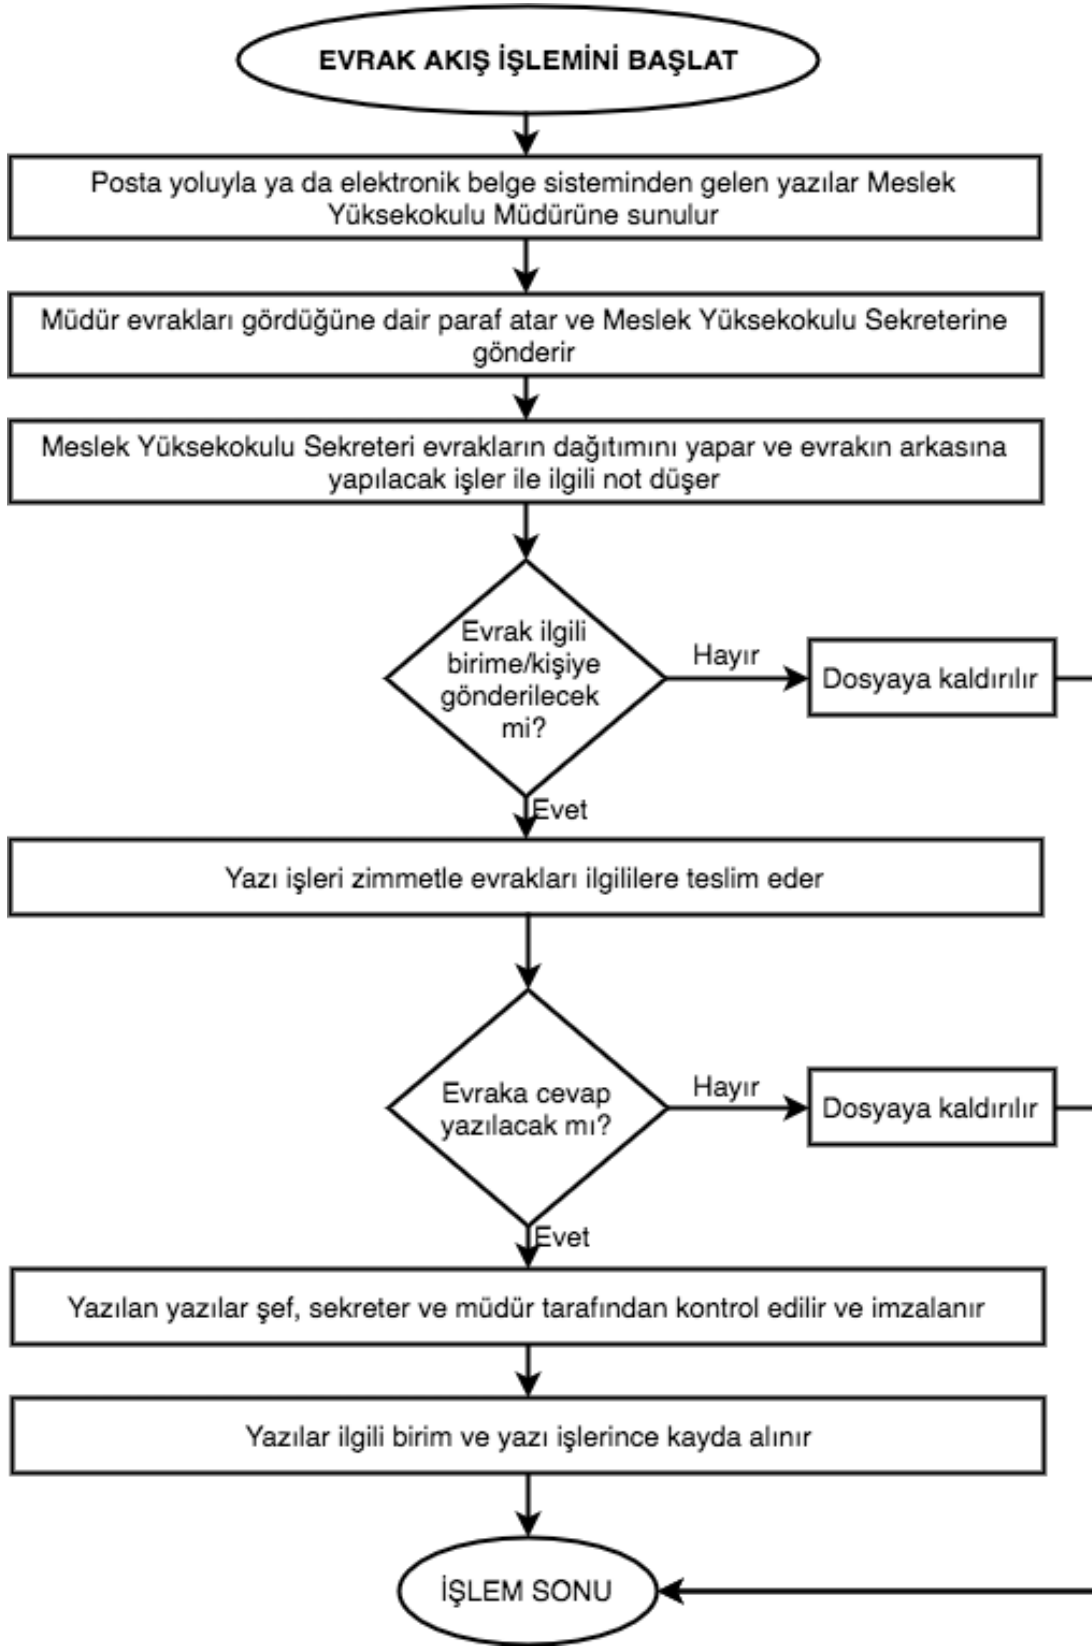 EVRAK AKIŞ İŞLEMİNİ BAŞLAT
Posta yoluyla ya da elektronik belge sisteminden gelen yazılar Meslek
Yüksekokulu Müdürüne sunulur
Müdür evrakları gördüğüne dair paraf atar ve Meslek Yüksekokulu Sekreterine
gönderir
Meslek Yüksekokulu Sekreteri evrakların dağıtımını yapar ve evrakın arkasına
yapılacak işler ile ilgili not düşer
Evrak ilgili
birime/kişiye
gönderilecek
mi?
Hayır
Dosyaya kaldırılır
Evet
Yazı işleri zimmetle evrakları ilgililere teslim eder
Evraka cevap
yazılacak mı?
Hayır
Dosyaya kaldırılır
Evet
Yazılan yazılar şef, sekreter ve müdür tarafından kontrol edilir ve imzalanır
Yazılar ilgili birim ve yazı işlerince kayda alınır
İŞLEM SONU